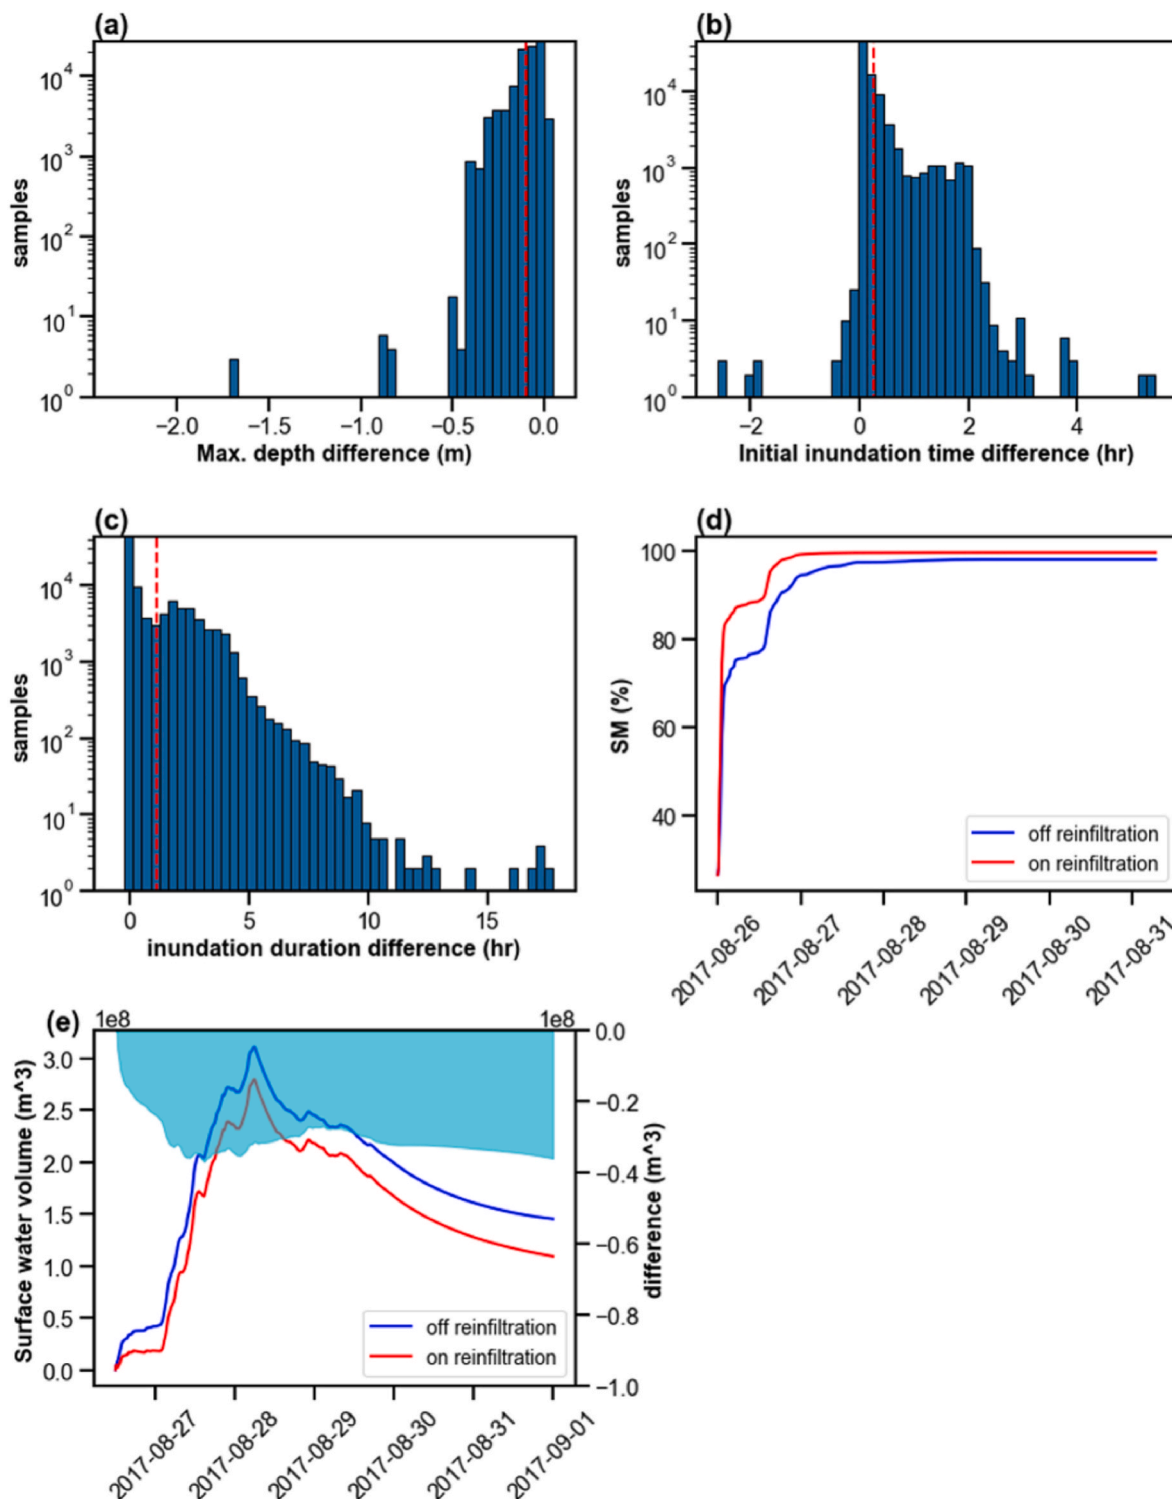 (a)
10^4
10^3
10^2
10^1
10^0
samples
−2.0 −1.5 −1.0 −0.5 0.0
Max. depth difference (m)
(b)
10^4
10^3
10^2
10^1
10^0
samples
−2 0 2 4
Initial inundation time difference (hr)
(c)
10^4
10^3
10^2
10^1
10^0
samples
0 5 10 15
inundation duration difference (hr)
(d)
100
80
60
40
SM (%)
off reinfiltration
on reinfiltration
2017-08-26 2017-08-27 2017-08-28 2017-08-29 2017-08-30 2017-08-31
(e)
1e8
1e8
3.0
2.5
2.0
1.5
1.0
0.5
0.0
Surface water volume (m^3)
0.0
−0.2
−0.4
−0.6
−0.8
−1.0
difference (m^3)
off reinfiltration
on reinfiltration
2017-08-27 2017-08-28 2017-08-29 2017-08-30 2017-08-31 2017-09-01